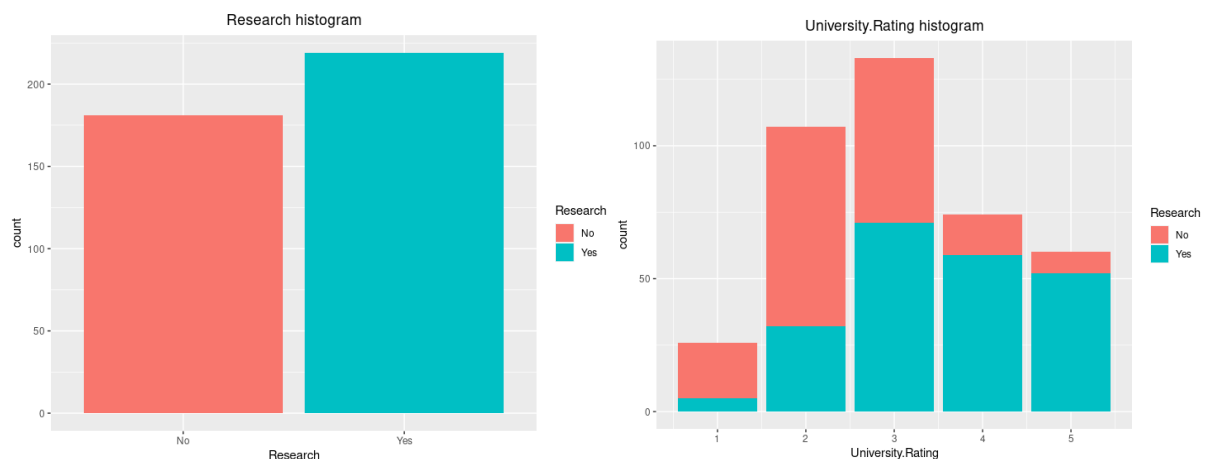 Research histogram
200
150
100
50
0
count
No
Yes
Research
Research
No
Yes
University.Rating histogram
100
50
0
count
1
2
3
4
5
University.Rating
Research
No
Yes